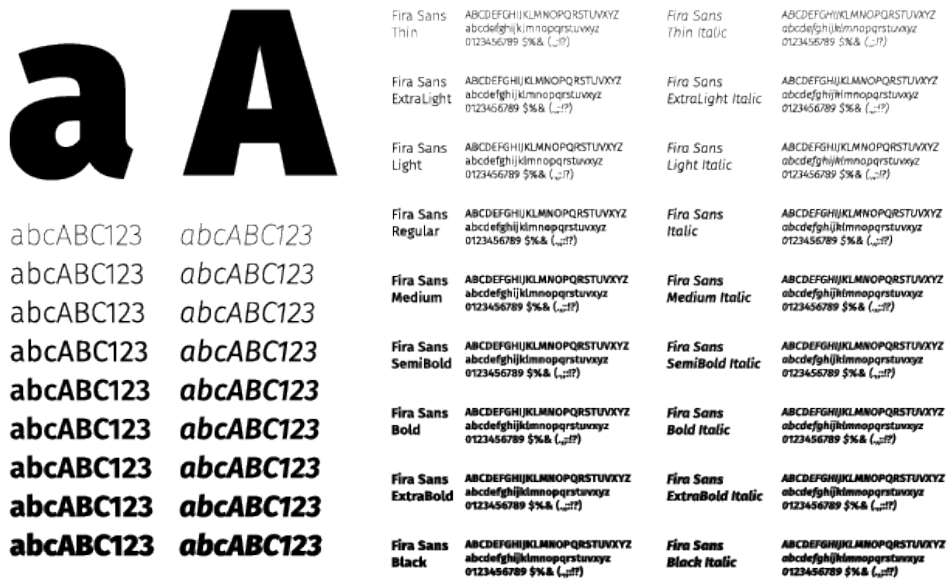 a A
abcABC123 abcABC123
abcABC123 abcABC123
abcABC123 abcABC123
abcABC123 abcABC123
abcABC123 abcABC123
abcABC123 abcABC123
abcABC123 abcABC123
abcABC123 abcABC123
abcABC123 abcABC123
Fira Sans
Thin
ABCDEFGHIJKLMNOPQRSTUVXYZ
abcdefghijklmnopqrstuvxyz
0123456789 $%& (.,;:!?)
Fira Sans
ExtraLight
ABCDEFGHIJKLMNOPQRSTUVXYZ
abcdefghijklmnopqrstuvxyz
0123456789 $%& (.,;:!?)
Fira Sans
Light
ABCDEFGHIJKLMNOPQRSTUVXYZ
abcdefghijklmnopqrstuvxyz
0123456789 $%& (.,;:!?)
Fira Sans
Regular
ABCDEFGHIJKLMNOPQRSTUVXYZ
abcdefghijklmnopqrstuvxyz
0123456789 $%& (.,;:!?)
Fira Sans
Medium
ABCDEFGHIJKLMNOPQRSTUVXYZ
abcdefghijklmnopqrstuvxyz
0123456789 $%& (.,;:!?)
Fira Sans
SemiBold
ABCDEFGHIJKLMNOPQRSTUVXYZ
abcdefghijklmnopqrstuvxyz
0123456789 $%& (.,;:!?)
Fira Sans
Bold
ABCDEFGHIJKLMNOPQRSTUVXYZ
abcdefghijklmnopqrstuvxyz
0123456789 $%& (.,;:!?)
Fira Sans
ExtraBold
ABCDEFGHIJKLMNOPQRSTUVXYZ
abcdefghijklmnopqrstuvxyz
0123456789 $%& (.,;:!?)
Fira Sans
Black
ABCDEFGHIJKLMNOPQRSTUVXYZ
abcdefghijklmnopqrstuvxyz
0123456789 $%& (.,;:!?)
Fira Sans
Thin Italic
ABCDEFGHIJKLMNOPQRSTUVXYZ
abcdefghijklmnopqrstuvxyz
0123456789 $%& (.,;:!?)
Fira Sans
ExtraLight Italic
ABCDEFGHIJKLMNOPQRSTUVXYZ
abcdefghijklmnopqrstuvxyz
0123456789 $%& (.,;:!?)
Fira Sans
Light Italic
ABCDEFGHIJKLMNOPQRSTUVXYZ
abcdefghijklmnopqrstuvxyz
0123456789 $%& (.,;:!?)
Fira Sans
Italic
ABCDEFGHIJKLMNOPQRSTUVXYZ
abcdefghijklmnopqrstuvxyz
0123456789 $%& (.,;:!?)
Fira Sans
Medium Italic
ABCDEFGHIJKLMNOPQRSTUVXYZ
abcdefghijklmnopqrstuvxyz
0123456789 $%& (.,;:!?)
Fira Sans
SemiBold Italic
ABCDEFGHIJKLMNOPQRSTUVXYZ
abcdefghijklmnopqrstuvxyz
0123456789 $%& (.,;:!?)
Fira Sans
Bold Italic
ABCDEFGHIJKLMNOPQRSTUVXYZ
abcdefghijklmnopqrstuvxyz
0123456789 $%& (.,;:!?)
Fira Sans
ExtraBold Italic
ABCDEFGHIJKLMNOPQRSTUVXYZ
abcdefghijklmnopqrstuvxyz
0123456789 $%& (.,;:!?)
Fira Sans
Black Italic
ABCDEFGHIJKLMNOPQRSTUVXYZ
abcdefghijklmnopqrstuvxyz
0123456789 $%& (.,;:!?)